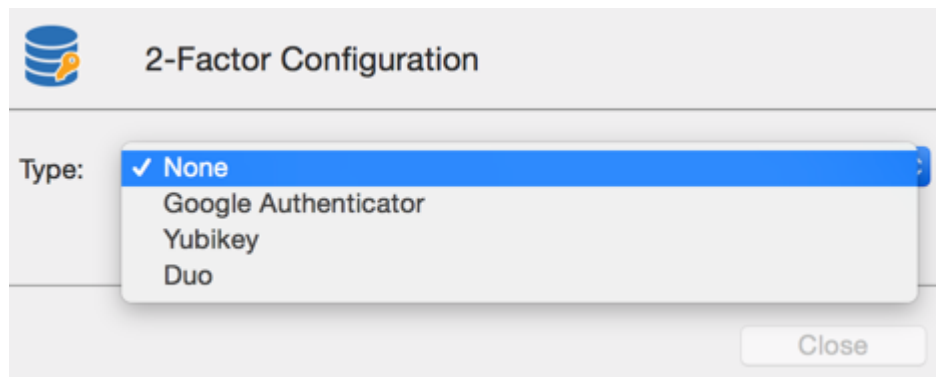 2-Factor Configuration
Type:
✓ None
Google Authenticator
Yubikey
Duo
Close